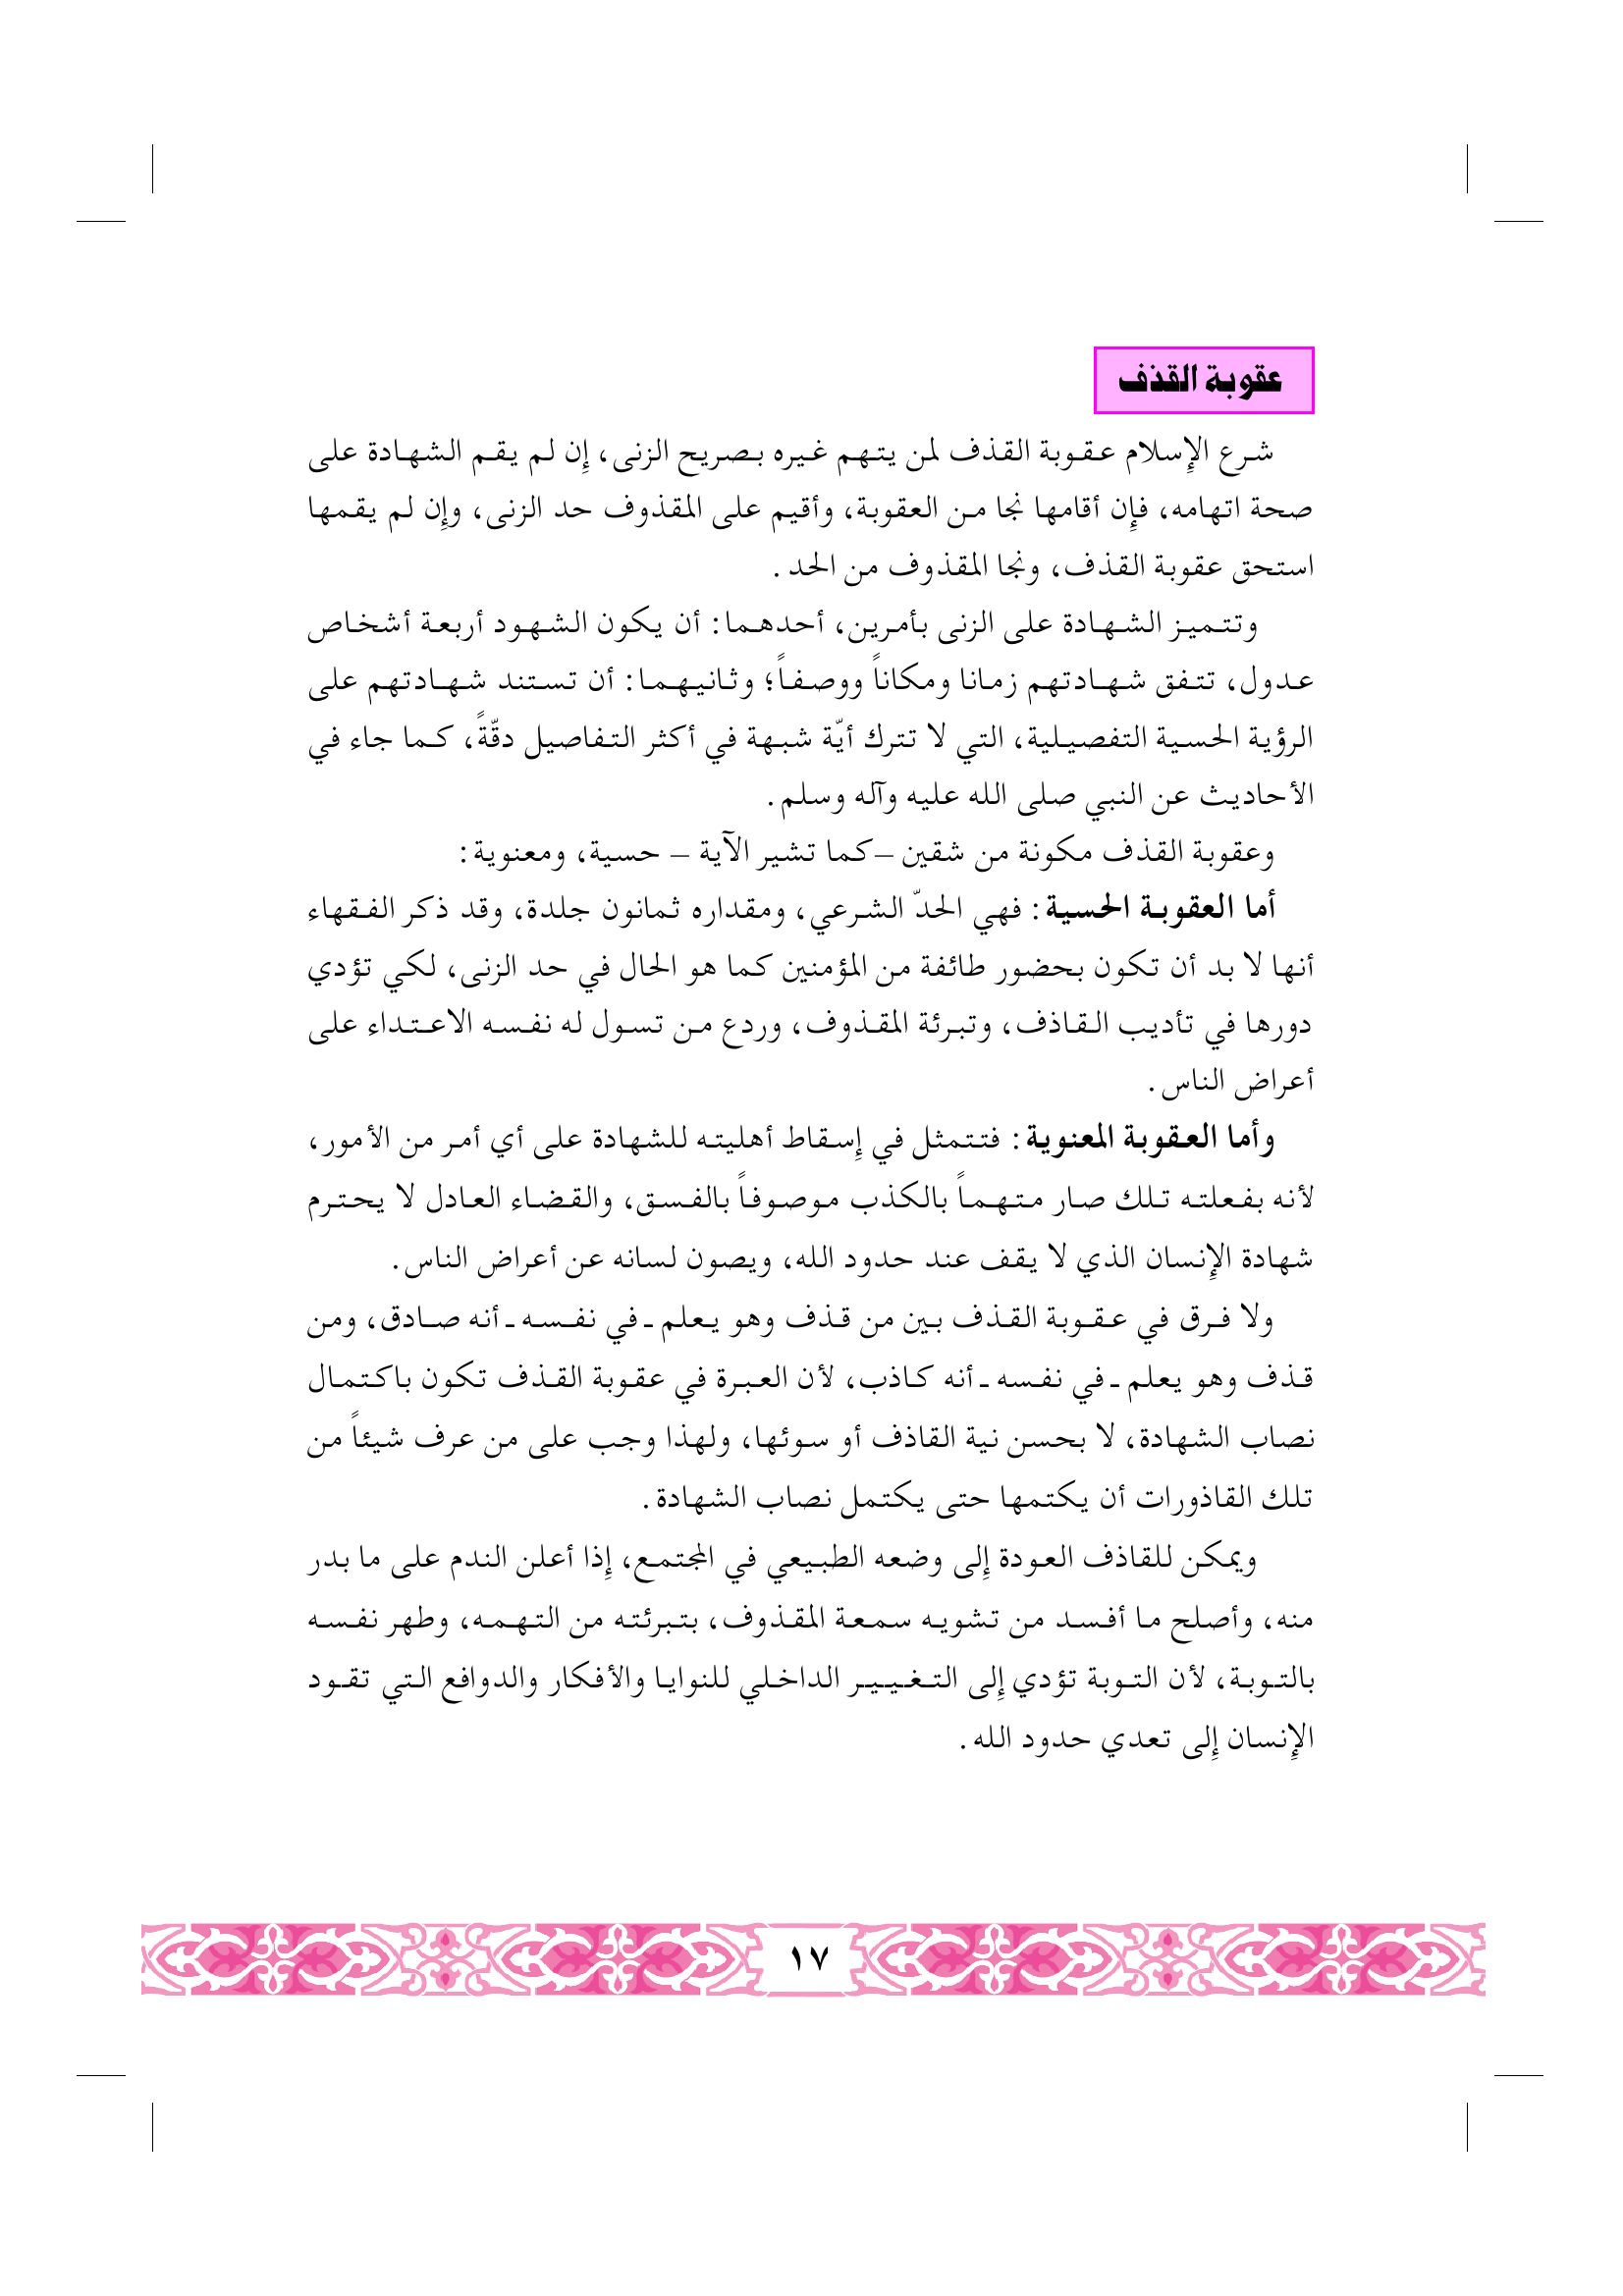 عقوبة القذف
شرع الإِسلام عقوبة القذف لمن يتهم غيره بصريح الزنى، إِن لم يقم الشهادة على
صحة اتهامه، فإِن أقامها نجا من العقوبة، وأقيم على المقذوف حد الزنى، وإِن لم يقمها
استحق عقوبة القذف، ونجا المقذوف من الحد.
وتتميز الشهادة على الزنى بأمرين، أحدهما: أن يكون الشهود أربعة أشخاص
عدول، تتفق شهادتهم زمانا ومكاناً ووصفاً؛ وثانيهما: أن تستند شهادتهم على
الرؤية الحسية التفصيلية، التي لا تترك أيّة شبهة في أكثر التفاصيل دقّةً، كما جاء في
الأحاديث عن النبي صلى الله عليه وآله وسلم.
وعقوبة القذف مكونة من شقين –كما تشير الآية – حسية، ومعنوية:
أما العقوبة الحسية: فهي الحدّ الشرعي، ومقداره ثمانون جلدة، وقد ذكر الفقهاء
أنها لا بد أن تكون بحضور طائفة من المؤمنين كما هو الحال في حد الزنى، لكي تؤدي
دورها في تأديب القاذف، وتبرئة المقذوف، وردع من تسول له نفسه الاعتداء على
أعراض الناس.
وأما العقوبة المعنوية: فتتمثل في إِسقاط أهليته للشهادة على أي أمر من الأمور،
لأنه بفعلته تلك صار متهماً بالكذب موصوفاً بالفسق، والقضاء العادل لا يحترم
شهادة الإِنسان الذي لا يقف عند حدود الله، ويصون لسانه عن أعراض الناس.
ولا فرق في عقوبة القذف بين من قذف وهو يعلم ـ في نفسه ـ أنه صادق، ومن
قذف وهو يعلم ـ في نفسه ـ أنه كاذب، لأن العبرة في عقوبة القذف تكون باكتمال
نصاب الشهادة، لا بحسن نية القاذف أو سوئها، ولهذا وجب على من عرف شيئاً من
تلك القاذورات أن يكتمها حتى يكتمل نصاب الشهادة.
ويمكن للقاذف العودة إِلى وضعه الطبيعي في المجتمع، إِذا أعلن الندم على ما بدر
منه، وأصلح ما أفسد من تشويه سمعة المقذوف، بتبرئته من التهمه، وطهر نفسه
بالتوبة، لأن التوبة تؤدي إِلى التغيير الداخلي للنوايا والأفكار والدوافع التي تقود
الإِنسان إِلى تعدي حدود الله.
١٧